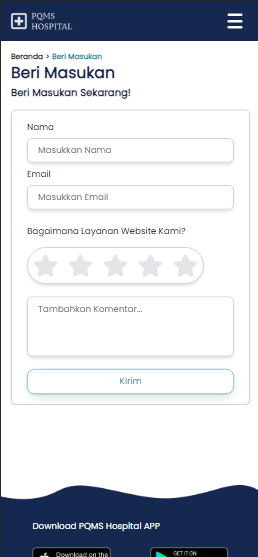 PQMS
HOSPITAL
Beranda > Beri Masukan
Beri Masukan
Beri Masukan Sekarang!
Nama
Masukkan Nama
Email
Masukkan Email
Bagaimana Layanan Website Kami?
Tambahkan Komentar...
Kirim
Download PQMS Hospital APP
Download on the
GET IT ON